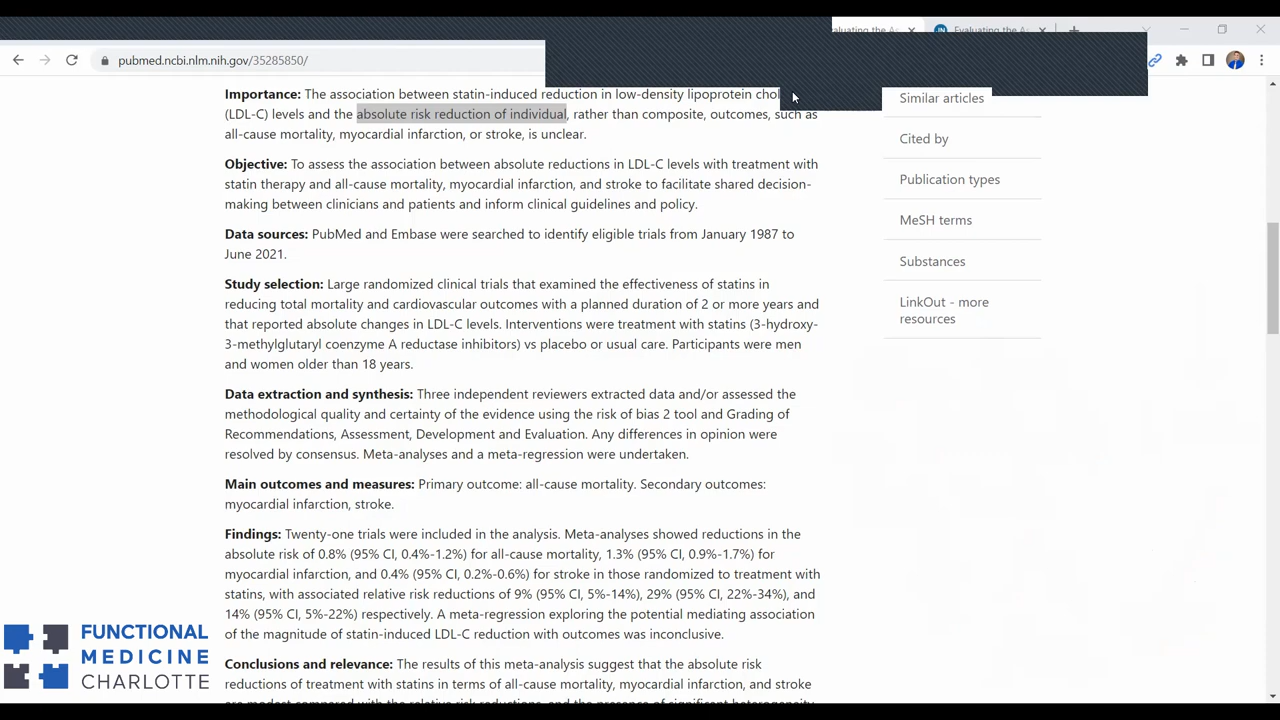 Evaluating the As
pubmed.ncbi.nlm.nih.gov/35285850/
Importance: The association between statin-induced reduction in low-density lipoprotein
(LDL-C) levels and the absolute risk reduction of individual, rather than composite, outcomes, such as
all-cause mortality, myocardial infarction, or stroke, is unclear.
Objective: To assess the association between absolute reductions in LDL-C levels with treatment with
statin therapy and all-cause mortality, myocardial infarction, and stroke to facilitate shared decision-
making between clinicians and patients and inform clinical guidelines and policy.
Data sources: PubMed and Embase were searched to identify eligible trials from January 1987 to
June 2021.
Study selection: Large randomized clinical trials that examined the effectiveness of statins in
reducing total mortality and cardiovascular outcomes with a planned duration of 2 or more years and
that reported absolute changes in LDL-C levels. Interventions were treatment with statins (3-hydroxy-
3-methylglutaryl coenzyme A reductase inhibitors) vs placebo or usual care. Participants were men
and women older than 18 years.
Data extraction and synthesis: Three independent reviewers extracted data and/or assessed the
methodological quality and certainty of the evidence using the risk of bias 2 tool and Grading of
Recommendations, Assessment, Development and Evaluation. Any differences in opinion were
resolved by consensus. Meta-analyses and a meta-regression were undertaken.
Main outcomes and measures: Primary outcome: all-cause mortality. Secondary outcomes:
myocardial infarction, stroke.
Findings: Twenty-one trials were included in the analysis. Meta-analyses showed reductions in the
absolute risk of 0.8% (95% CI, 0.4%-1.2%) for all-cause mortality, 1.3% (95% CI, 0.9%-1.7%) for
myocardial infarction, and 0.4% (95% CI, 0.2%-0.6%) for stroke in those randomized to treatment with
statins, with associated relative risk reductions of 9% (95% CI, 5%-14%), 29% (95% CI, 22%-34%), and
14% (95% CI, 5%-22%) respectively. A meta-regression exploring the potential mediating association
of the magnitude of statin-induced LDL-C reduction with outcomes was inconclusive.
Conclusions and relevance: The results of this meta-analysis suggest that the absolute risk
reductions of treatment with statins in terms of all-cause mortality, myocardial infarction, and stroke
are modest compared with the relative risk reductions, and the presence of significant heterogeneity
Similar articles
Cited by
Publication types
MeSH terms
Substances
LinkOut - more
resources
FUNCTIONAL
MEDICINE
CHARLOTTE